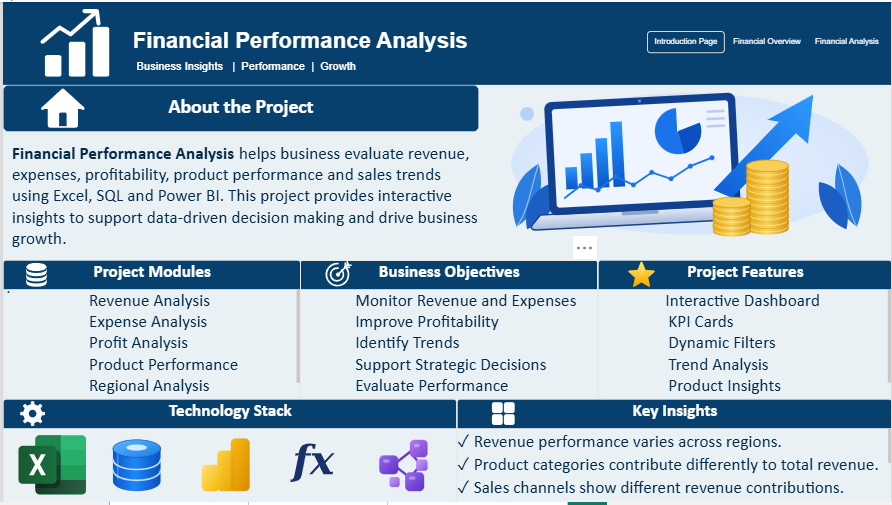 Financial Performance Analysis
Business Insights | Performance | Growth
Introduction Page
Financial Overview
Financial Analysis
About the Project
Financial Performance Analysis helps business evaluate revenue,
expenses, profitability, product performance and sales trends
using Excel, SQL and Power BI. This project provides interactive
insights to support data-driven decision making and drive business
growth.
Project Modules
Revenue Analysis
Expense Analysis
Profit Analysis
Product Performance
Regional Analysis
Business Objectives
Monitor Revenue and Expenses
Improve Profitability
Identify Trends
Support Strategic Decisions
Evaluate Performance
Project Features
Interactive Dashboard
KPI Cards
Dynamic Filters
Trend Analysis
Product Insights
Technology Stack
X
fx
Key Insights
✓ Revenue performance varies across regions.
✓ Product categories contribute differently to total revenue.
✓ Sales channels show different revenue contributions.